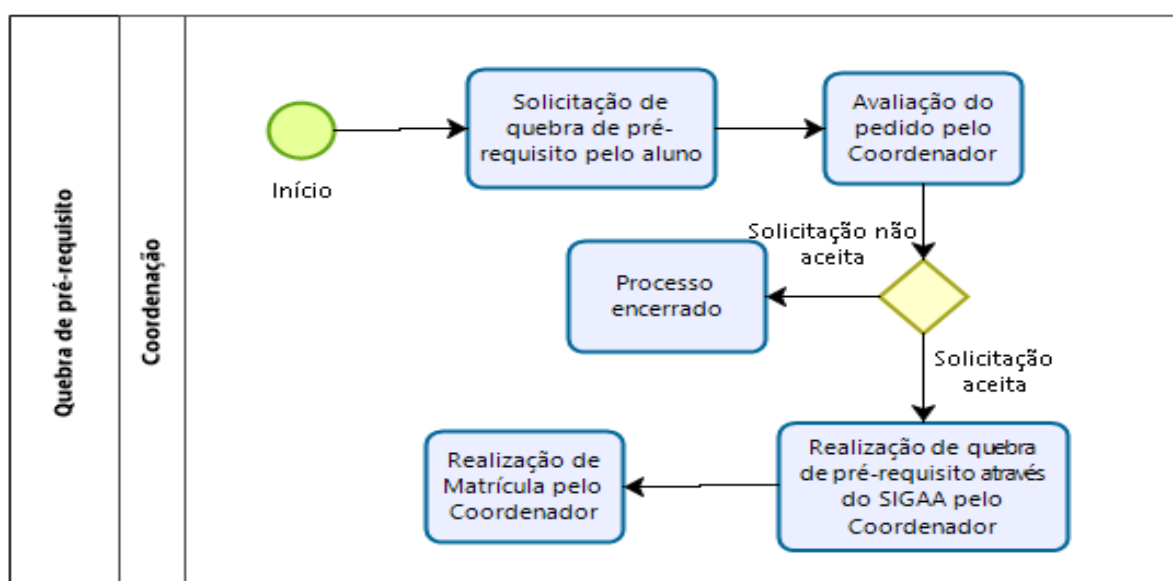 Quebra de pré-requisito
Coordenação
Início
Solicitação de
quebra de pré-
requisito pelo aluno
Avaliação do
pedido pelo
Coordenador
Solicitação não
aceita
Processo
encerrado
Solicitação
aceita
Realização de quebra
de pré-requisito através
do SIGAA pelo
Coordenador
Realização de
Matrícula pelo
Coordenador